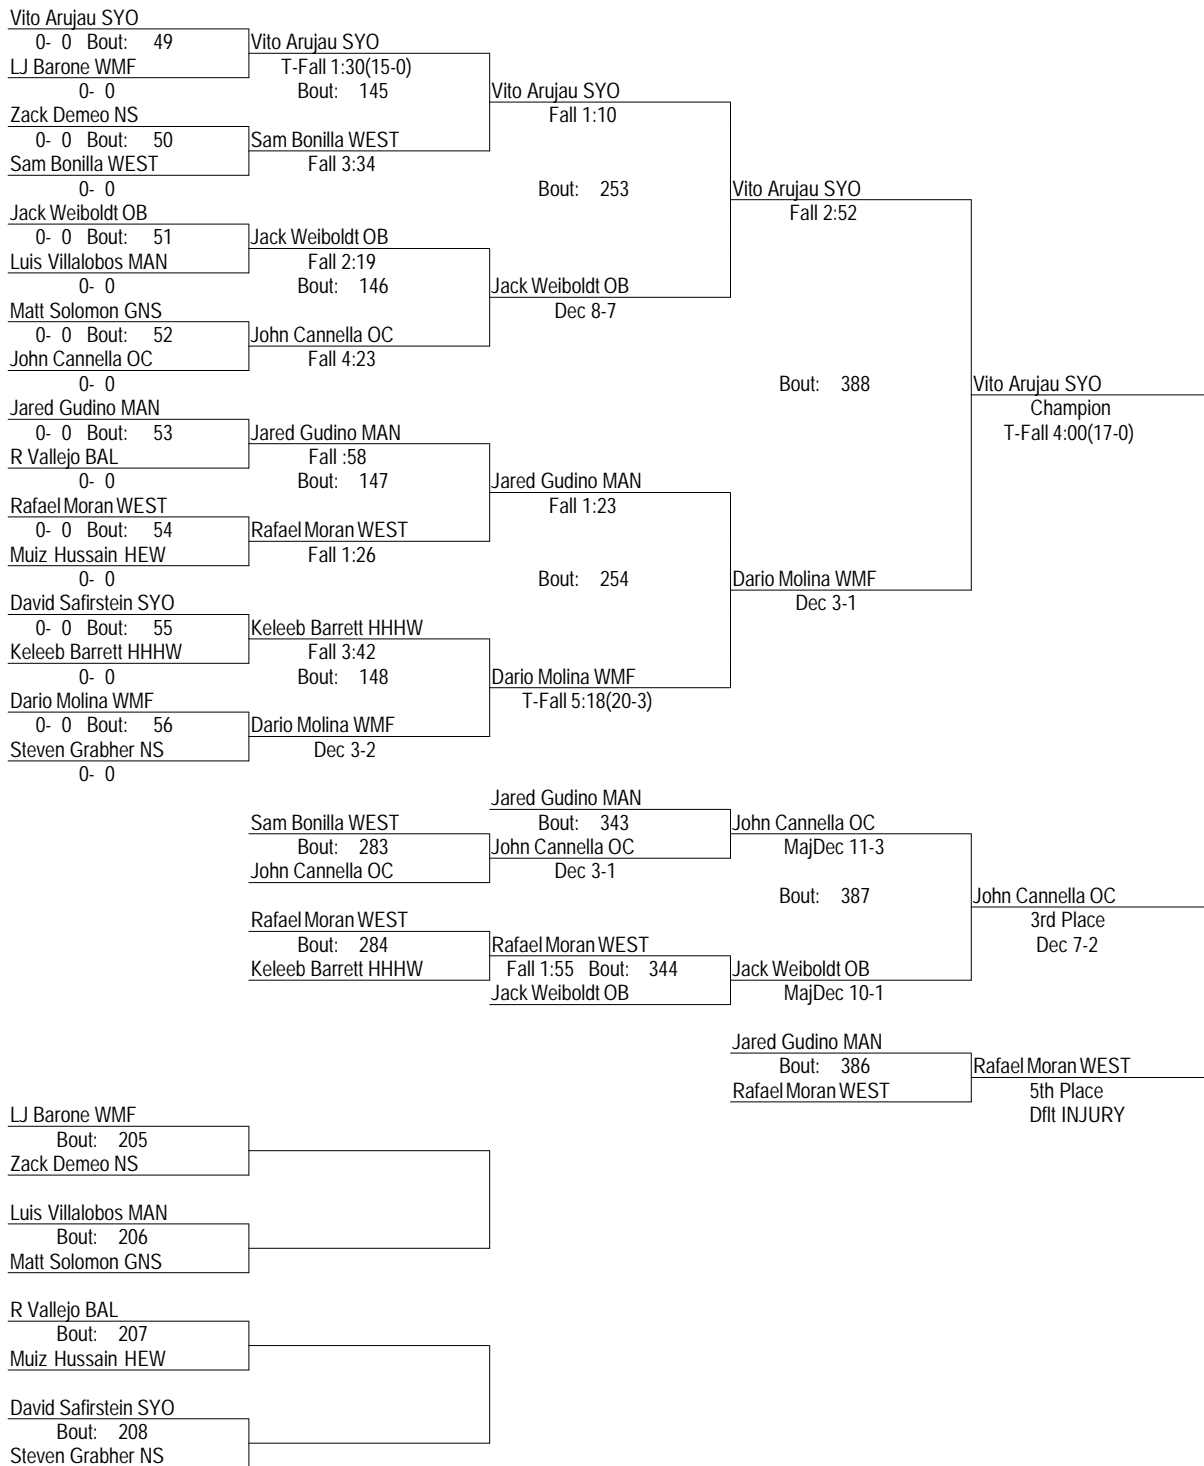 Vito Arujau SYO
0- 0 Bout: 49
LJ Barone WMF
0- 0
Zack Demeo NS
0- 0 Bout: 50
Sam Bonilla WEST
0- 0
Jack Weiboldt OB
0- 0 Bout: 51
Luis Villalobos MAN
0- 0
Matt Solomon GNS
0- 0 Bout: 52
John Cannella OC
0- 0
Jared Gudino MAN
0- 0 Bout: 53
R Vallejo BAL
0- 0
Rafael Moran WEST
0- 0 Bout: 54
Muiz Hussain HEW
0- 0
David Safirstein SYO
0- 0 Bout: 55
Keleeb Barrett HHHW
0- 0
Dario Molina WMF
0- 0 Bout: 56
Steven Grabher NS
0- 0
Vito Arujau SYO
T-Fall 1:30(15-0)
Bout: 145
Sam Bonilla WEST
Fall 3:34
Jack Weiboldt OB
Fall 2:19
Bout: 146
John Cannella OC
Fall 4:23
Jared Gudino MAN
Fall :58
Bout: 147
Rafael Moran WEST
Fall 1:26
Keleeb Barrett HHHW
Fall 3:42
Bout: 148
Dario Molina WMF
Dec 3-2
Vito Arujau SYO
Fall 1:10
Bout: 253
Jack Weiboldt OB
Dec 8-7
Jared Gudino MAN
Fall 1:23
Bout: 254
Dario Molina WMF
T-Fall 5:18(20-3)
Vito Arujau SYO
Fall 2:52
Bout: 388
Dario Molina WMF
Dec 3-1
Vito Arujau SYO
Champion
T-Fall 4:00(17-0)
Sam Bonilla WEST
Bout: 283
John Cannella OC
Rafael Moran WEST
Bout: 284
Keleeb Barrett HHHW
Jared Gudino MAN
Bout: 343
John Cannella OC
Dec 3-1
Rafael Moran WEST
Fall 1:55 Bout: 344
Jack Weiboldt OB
John Cannella OC
MajDec 11-3
Bout: 387
Jack Weiboldt OB
MajDec 10-1
John Cannella OC
3rd Place
Dec 7-2
Jared Gudino MAN
Bout: 386
Rafael Moran WEST
Rafael Moran WEST
5th Place
Dflt INJURY
LJ Barone WMF
Bout: 205
Zack Demeo NS
Luis Villalobos MAN
Bout: 206
Matt Solomon GNS
R Vallejo BAL
Bout: 207
Muiz Hussain HEW
David Safirstein SYO
Bout: 208
Steven Grabher NS